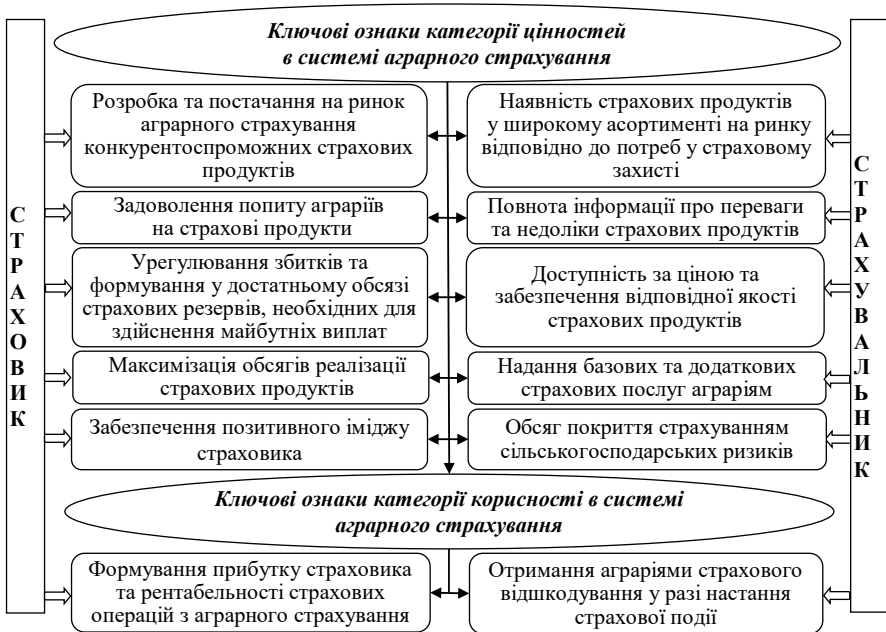 Ключові ознаки категорії цінностей
в системі аграрного страхування
СТРАХОВИК
СТРАХУВАЛЬНИК
Розробка та постачання на ринок
аграрного страхування
конкурентоспроможних страхових
продуктів
Наявність страхових продуктів
у широкому асортименті на ринку
відповідно до потреб у страховому
захисті
Задоволення попиту аграріїв
на страхові продукти
Повнота інформації про переваги
та недоліки страхових продуктів
Урегулювання збитків та
формування у достатньому обсязі
страхових резервів, необхідних для
здійснення майбутніх виплат
Доступність за ціною та
забезпечення відповідної якості
страхових продуктів
Максимізація обсягів реалізації
страхових продуктів
Надання базових та додаткових
страхових послуг аграріям
Забезпечення позитивного іміджу
страховика
Обсяг покриття страхуванням
сільськогосподарських ризиків
Ключові ознаки категорії корисності в системі
аграрного страхування
Формування прибутку страховика
та рентабельності страхових
операцій з аграрного страхування
Отримання аграріями страхового
відшкодування у разі настання
страхової події